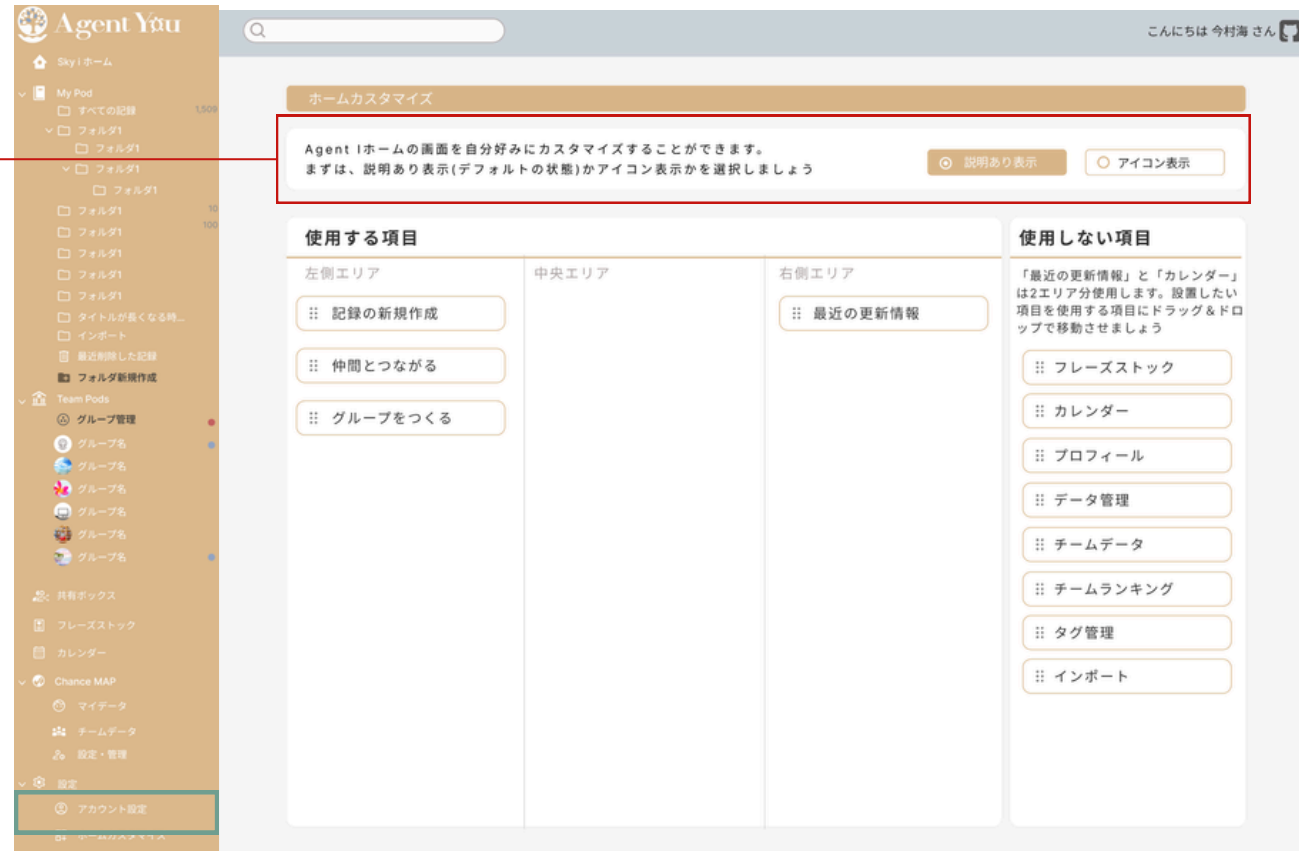 Agent You
こんにちは 今村海 さん
Sky i ホーム
My Pod
すべての記録 1,509
フォルダ1
フォルダ1
フォルダ1
フォルダ1
フォルダ1 10
フォルダ1 100
フォルダ1
フォルダ1
フォルダ1
タイトルが長くなる時...
インポート
最近削除した記録
フォルダ新規作成
Team Pods
グループ管理
グループ名
グループ名
グループ名
グループ名
グループ名
グループ名
共有ボックス
フレーズストック
カレンダー
Chance MAP
マイデータ
チームデータ
設定・管理
設定
アカウント設定
ホームカスタマイズ
ホームカスタマイズ
Agent Iホームの画面を自分好みにカスタマイズすることができます。
まずは、説明あり表示(デフォルトの状態)かアイコン表示かを選択しましょう
説明あり表示
アイコン表示
使用する項目
左側エリア
記録の新規作成
仲間とつながる
グループをつくる
中央エリア
右側エリア
最近の更新情報
使用しない項目
「最近の更新情報」と「カレンダー」
は2エリア分使用します。設置したい
項目を使用する項目にドラッグ&ドロ
ップで移動させましょう
フレーズストック
カレンダー
プロフィール
データ管理
チームデータ
チームランキング
タグ管理
インポート